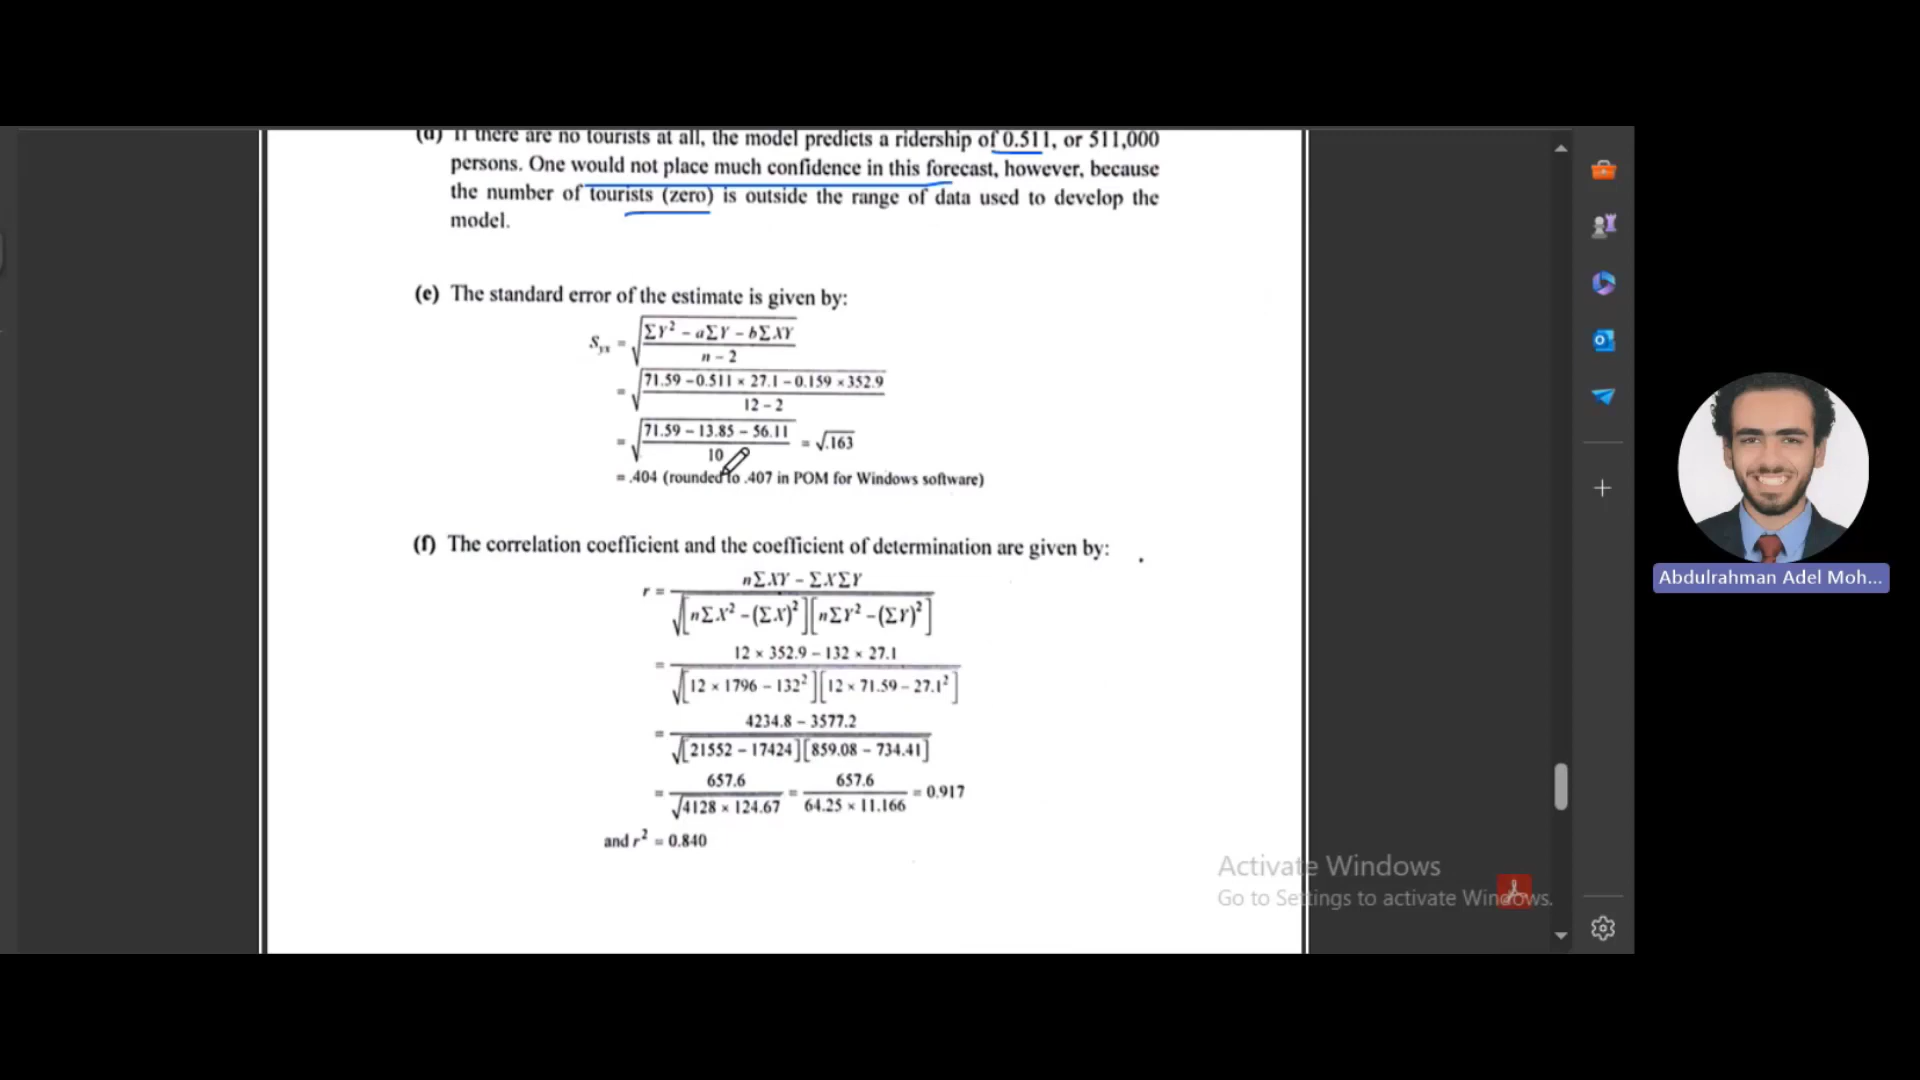 (d) If there are no tourists at all, the model predicts a ridership of 0.511, or 511,000
persons. One would not place much confidence in this forecast, however, because
the number of tourists (zero) is outside the range of data used to develop the
model.
(e) The standard error of the estimate is given by:
S_yx = √((ΣY² − aΣY − bΣXY) / (n − 2))
= √((71.59 −0.511 × 27.1 − 0.159 × 352.9) / (12 − 2))
= √((71.59 − 13.85 − 56.11) / 10) = √.163
= .404 (rounded to .407 in POM for Windows software)
(f) The correlation coefficient and the coefficient of determination are given by:
r = (nΣXY − ΣXΣY) / √([nΣX² − (ΣX)²][nΣY² − (ΣY)²])
= (12 × 352.9 − 132 × 27.1) / √([12 × 1796 − 132²][12 × 71.59 − 27.1²])
= (4234.8 − 3577.2) / √([21552 − 17424][859.08 − 734.41])
= 657.6 / √(4128 × 124.67) = 657.6 / (64.25 × 11.166) = 0.917
and r² = 0.840
Activate Windows
Go to Settings to activate Windows.
Abdulrahman Adel Moh...